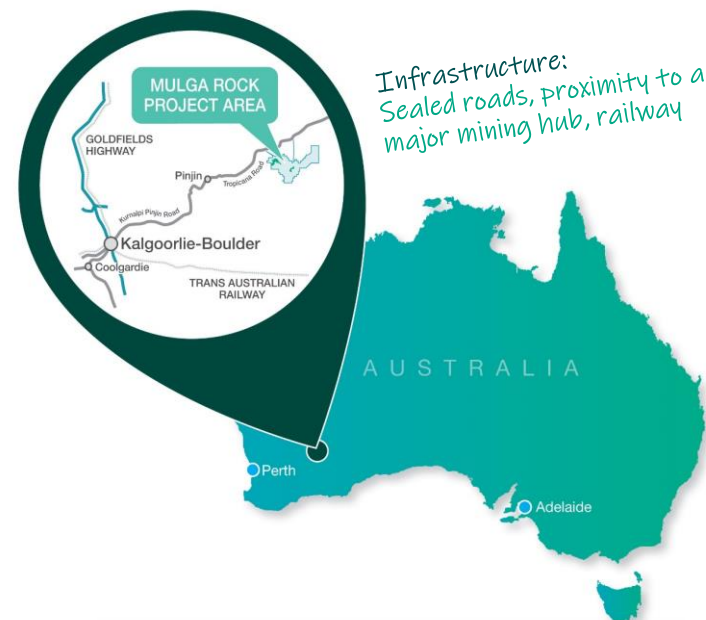 Infrastructure:
Sealed roads, proximity to a
major mining hub, railway
MULGA ROCK
PROJECT AREA
GOLDFIELDS
HIGHWAY
Pinjin
Tropicana Road
Kurnalpi Pinjin Road
Kalgoorlie-Boulder
Coolgardie
TRANS AUSTRALIAN
RAILWAY
AUSTRALIA
Perth
Adelaide